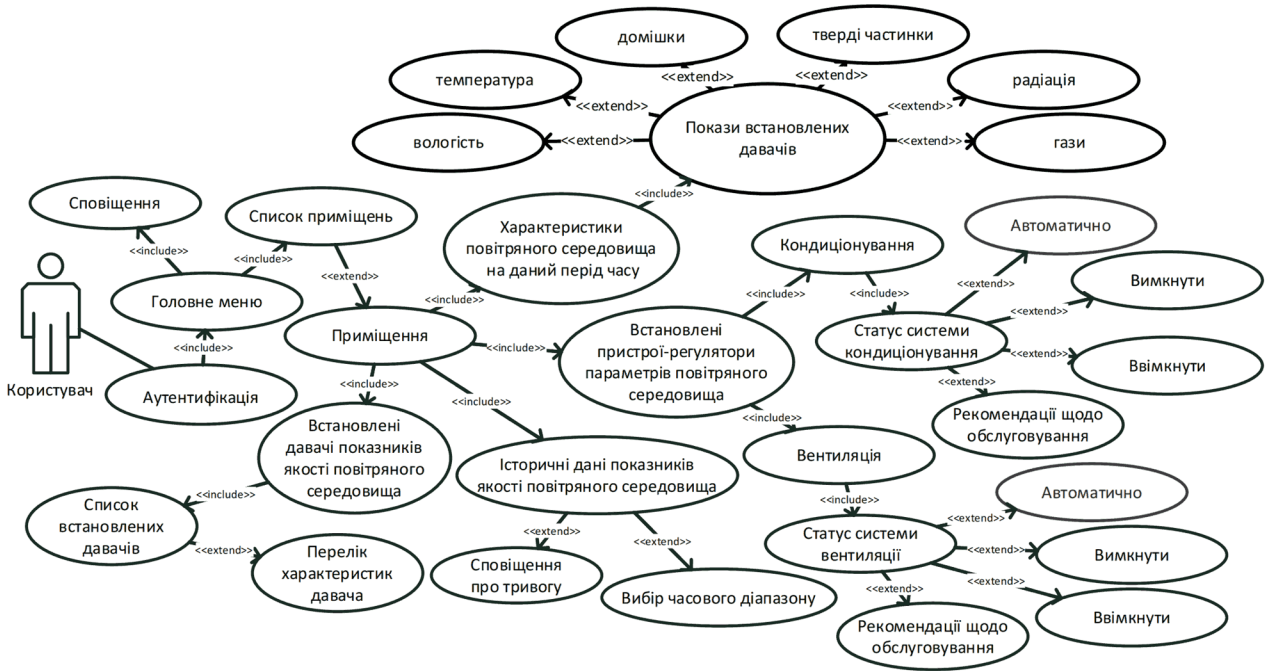 домішки
тверді частинки
<<extend>>
<<extend>>
температура
<<extend>>
<<extend>>
радіація
Покази встановлених
давачів
вологість
<<extend>>
<<extend>>
гази
<<include>>
Сповіщення
Список приміщень
Характеристики
повітряного середовища
на даний перід часу
Кондиціонування
Автоматично
<<include>>
<<include>>
<<extend>>
<<extend>>
Вимкнути
Головне меню
<<include>>
<<include>>
<<include>>
<<extend>>
Приміщення
Встановлені
пристрої-регулятори
параметрів повітряного
середовища
Статус системи
кондиціонування
<<include>>
<<include>>
<<extend>>
Ввімкнути
Користувач
Аутентифікація
<<include>>
<<include>>
<<extend>>
Рекомендації щодо
обслуговування
<<include>>
Встановлені
давачі показників
якості повітряного
середовища
Історичні дані показників
якості повітряного середовища
Вентиляція
<<include>>
<<include>>
Автоматично
<<extend>>
Список
встановлених
давачів
<<extend>>
Перелік
характеристик
давача
<<extend>>
<<extend>>
Статус системи
вентиляції
<<extend>>
Вимкнути
Сповіщення
про тривогу
Вибір часового діапазону
<<extend>>
<<extend>>
Ввімкнути
Рекомендації щодо
обслуговування